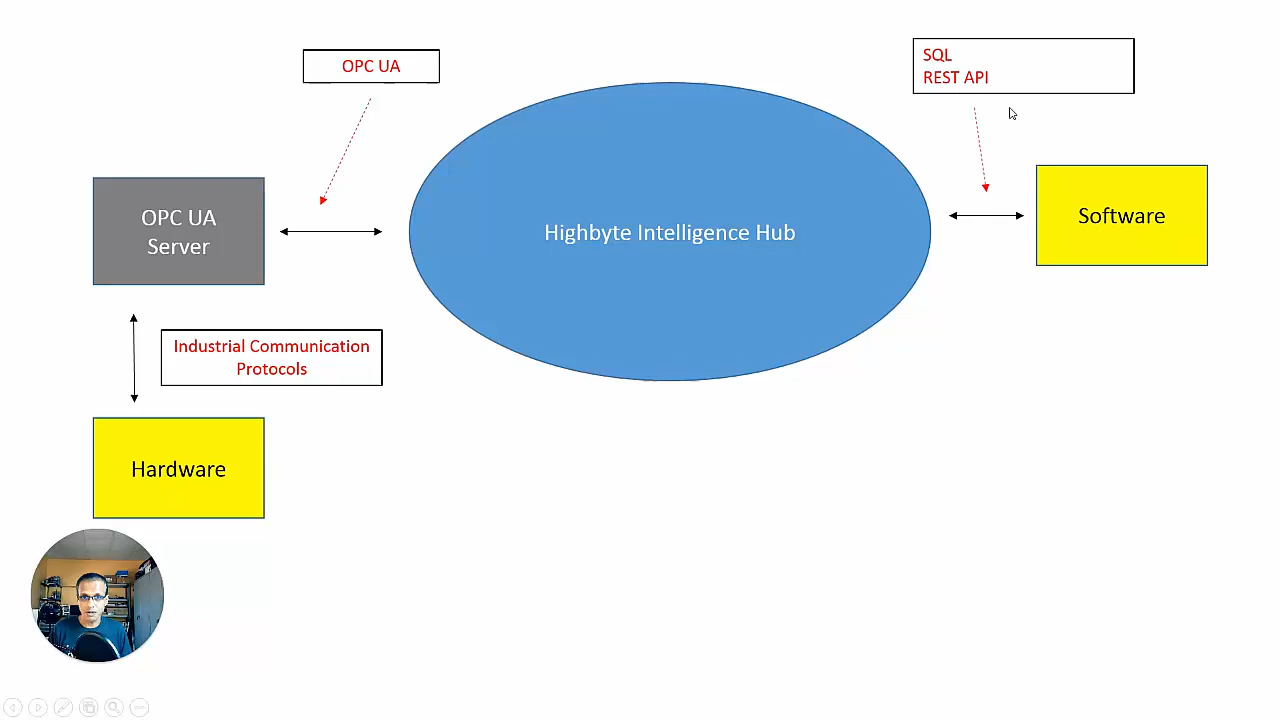 OPC UA
SQL
REST API
OPC UA
Server
Highbyte Intelligence Hub
Software
Industrial Communication
Protocols
Hardware